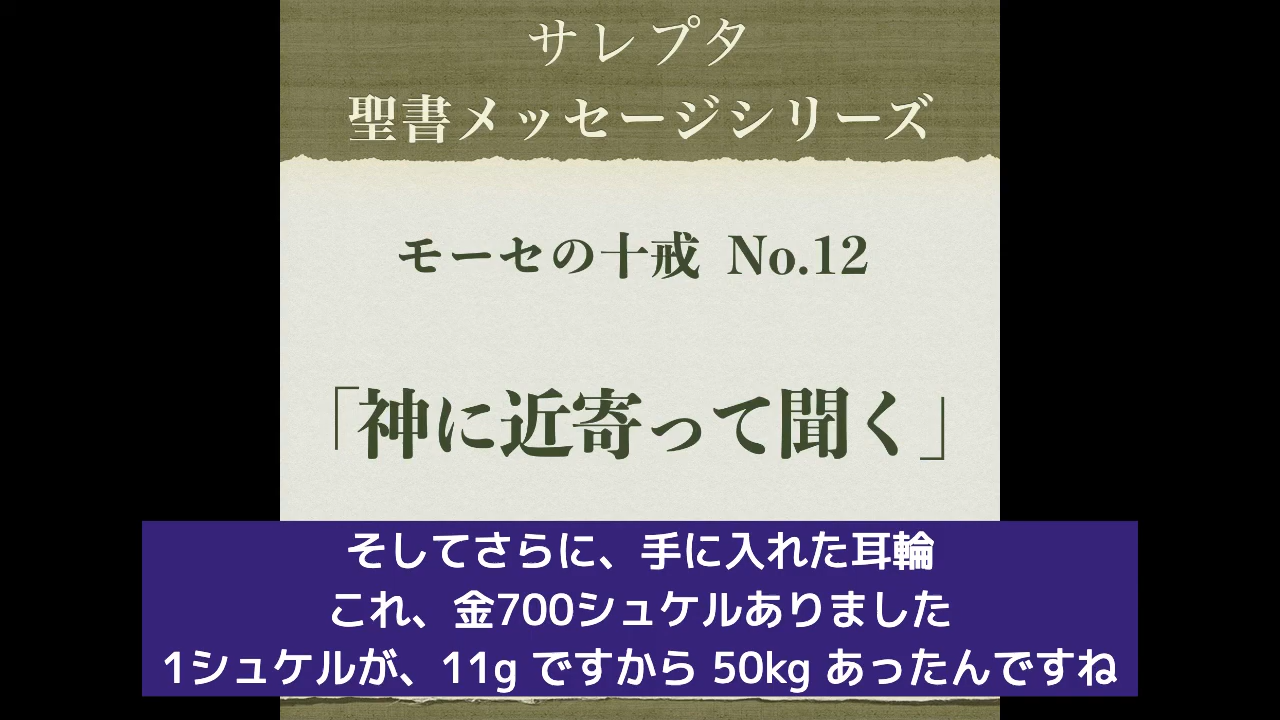 サレプタ
聖書メッセージシリーズ
モーセの十戒 No.12
「神に近寄って聞く」
そしてさらに、手に入れた耳輪
これ、金700シュケルありました
1シュケルが、11g ですから 50kg あったんですね